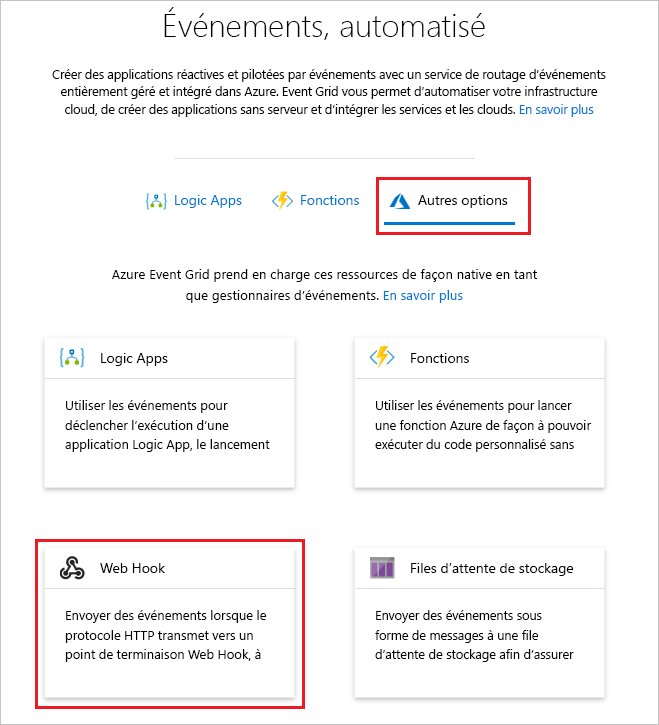 Événements, automatisé
Créer des applications réactives et pilotées par événements avec un service de routage d’événements
entièrement géré et intégré dans Azure. Event Grid vous permet d’automatiser votre infrastructure
cloud, de créer des applications sans serveur et d’intégrer les services et les clouds. En savoir plus
Logic Apps
Fonctions
Autres options
Azure Event Grid prend en charge ces ressources de façon native en tant
que gestionnaires d’événements. En savoir plus
Logic Apps
Utiliser les événements pour
déclencher l’exécution d’une
application Logic App, le lancement
Fonctions
Utiliser les événements pour lancer
une fonction Azure de façon à pouvoir
exécuter du code personnalisé sans
Web Hook
Envoyer des événements lorsque le
protocole HTTP transmet vers un
point de terminaison Web Hook, à
Files d’attente de stockage
Envoyer des événements sous
forme de messages à une file
d’attente de stockage afin d’assurer